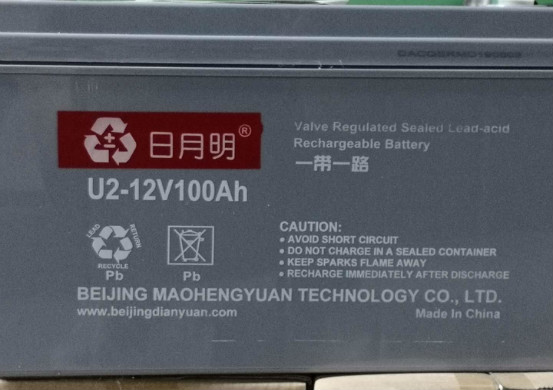 日月明®
Valve Regulated Sealed Lead-acid
Rechargeable Battery
一带一路
U2-12V100Ah
LEAD RETURN
RECYCLE
Pb
Pb
CAUTION:
• AVOID SHORT CIRCUIT
• DO NOT CHARGE IN A SEALED CONTAINER
• KEEP SPARKS FLAME AWAY
• RECHARGE IMMEDIATELY AFTER DISCHARGE
BEIJING MAOHENGYUAN TECHNOLOGY CO., LTD.
www.beijingdianyuan.com
Made In China